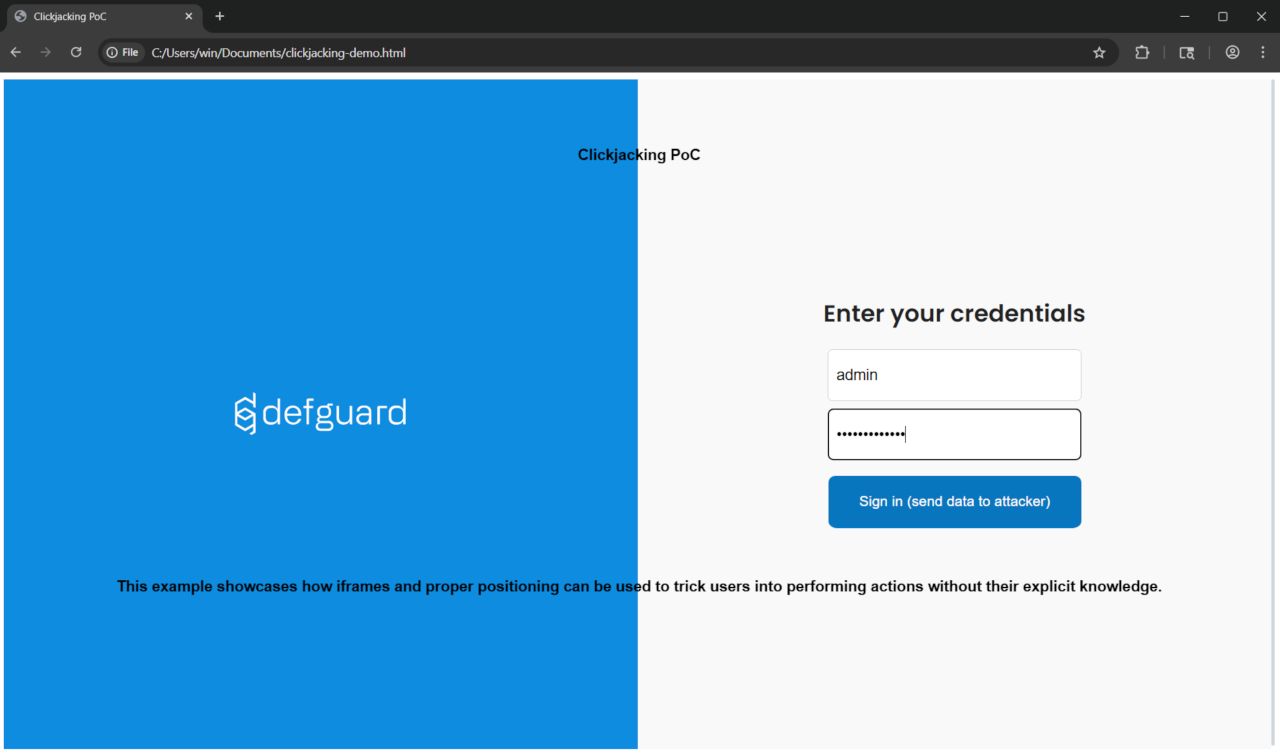 Clickjacking PoC
File C:/Users/win/Documents/clickjacking-demo.html
Clickjacking PoC
defguard
Enter your credentials
admin
•••••••••••••
Sign in (send data to attacker)
This example showcases how iframes and proper positioning can be used to trick users into performing actions without their explicit knowledge.